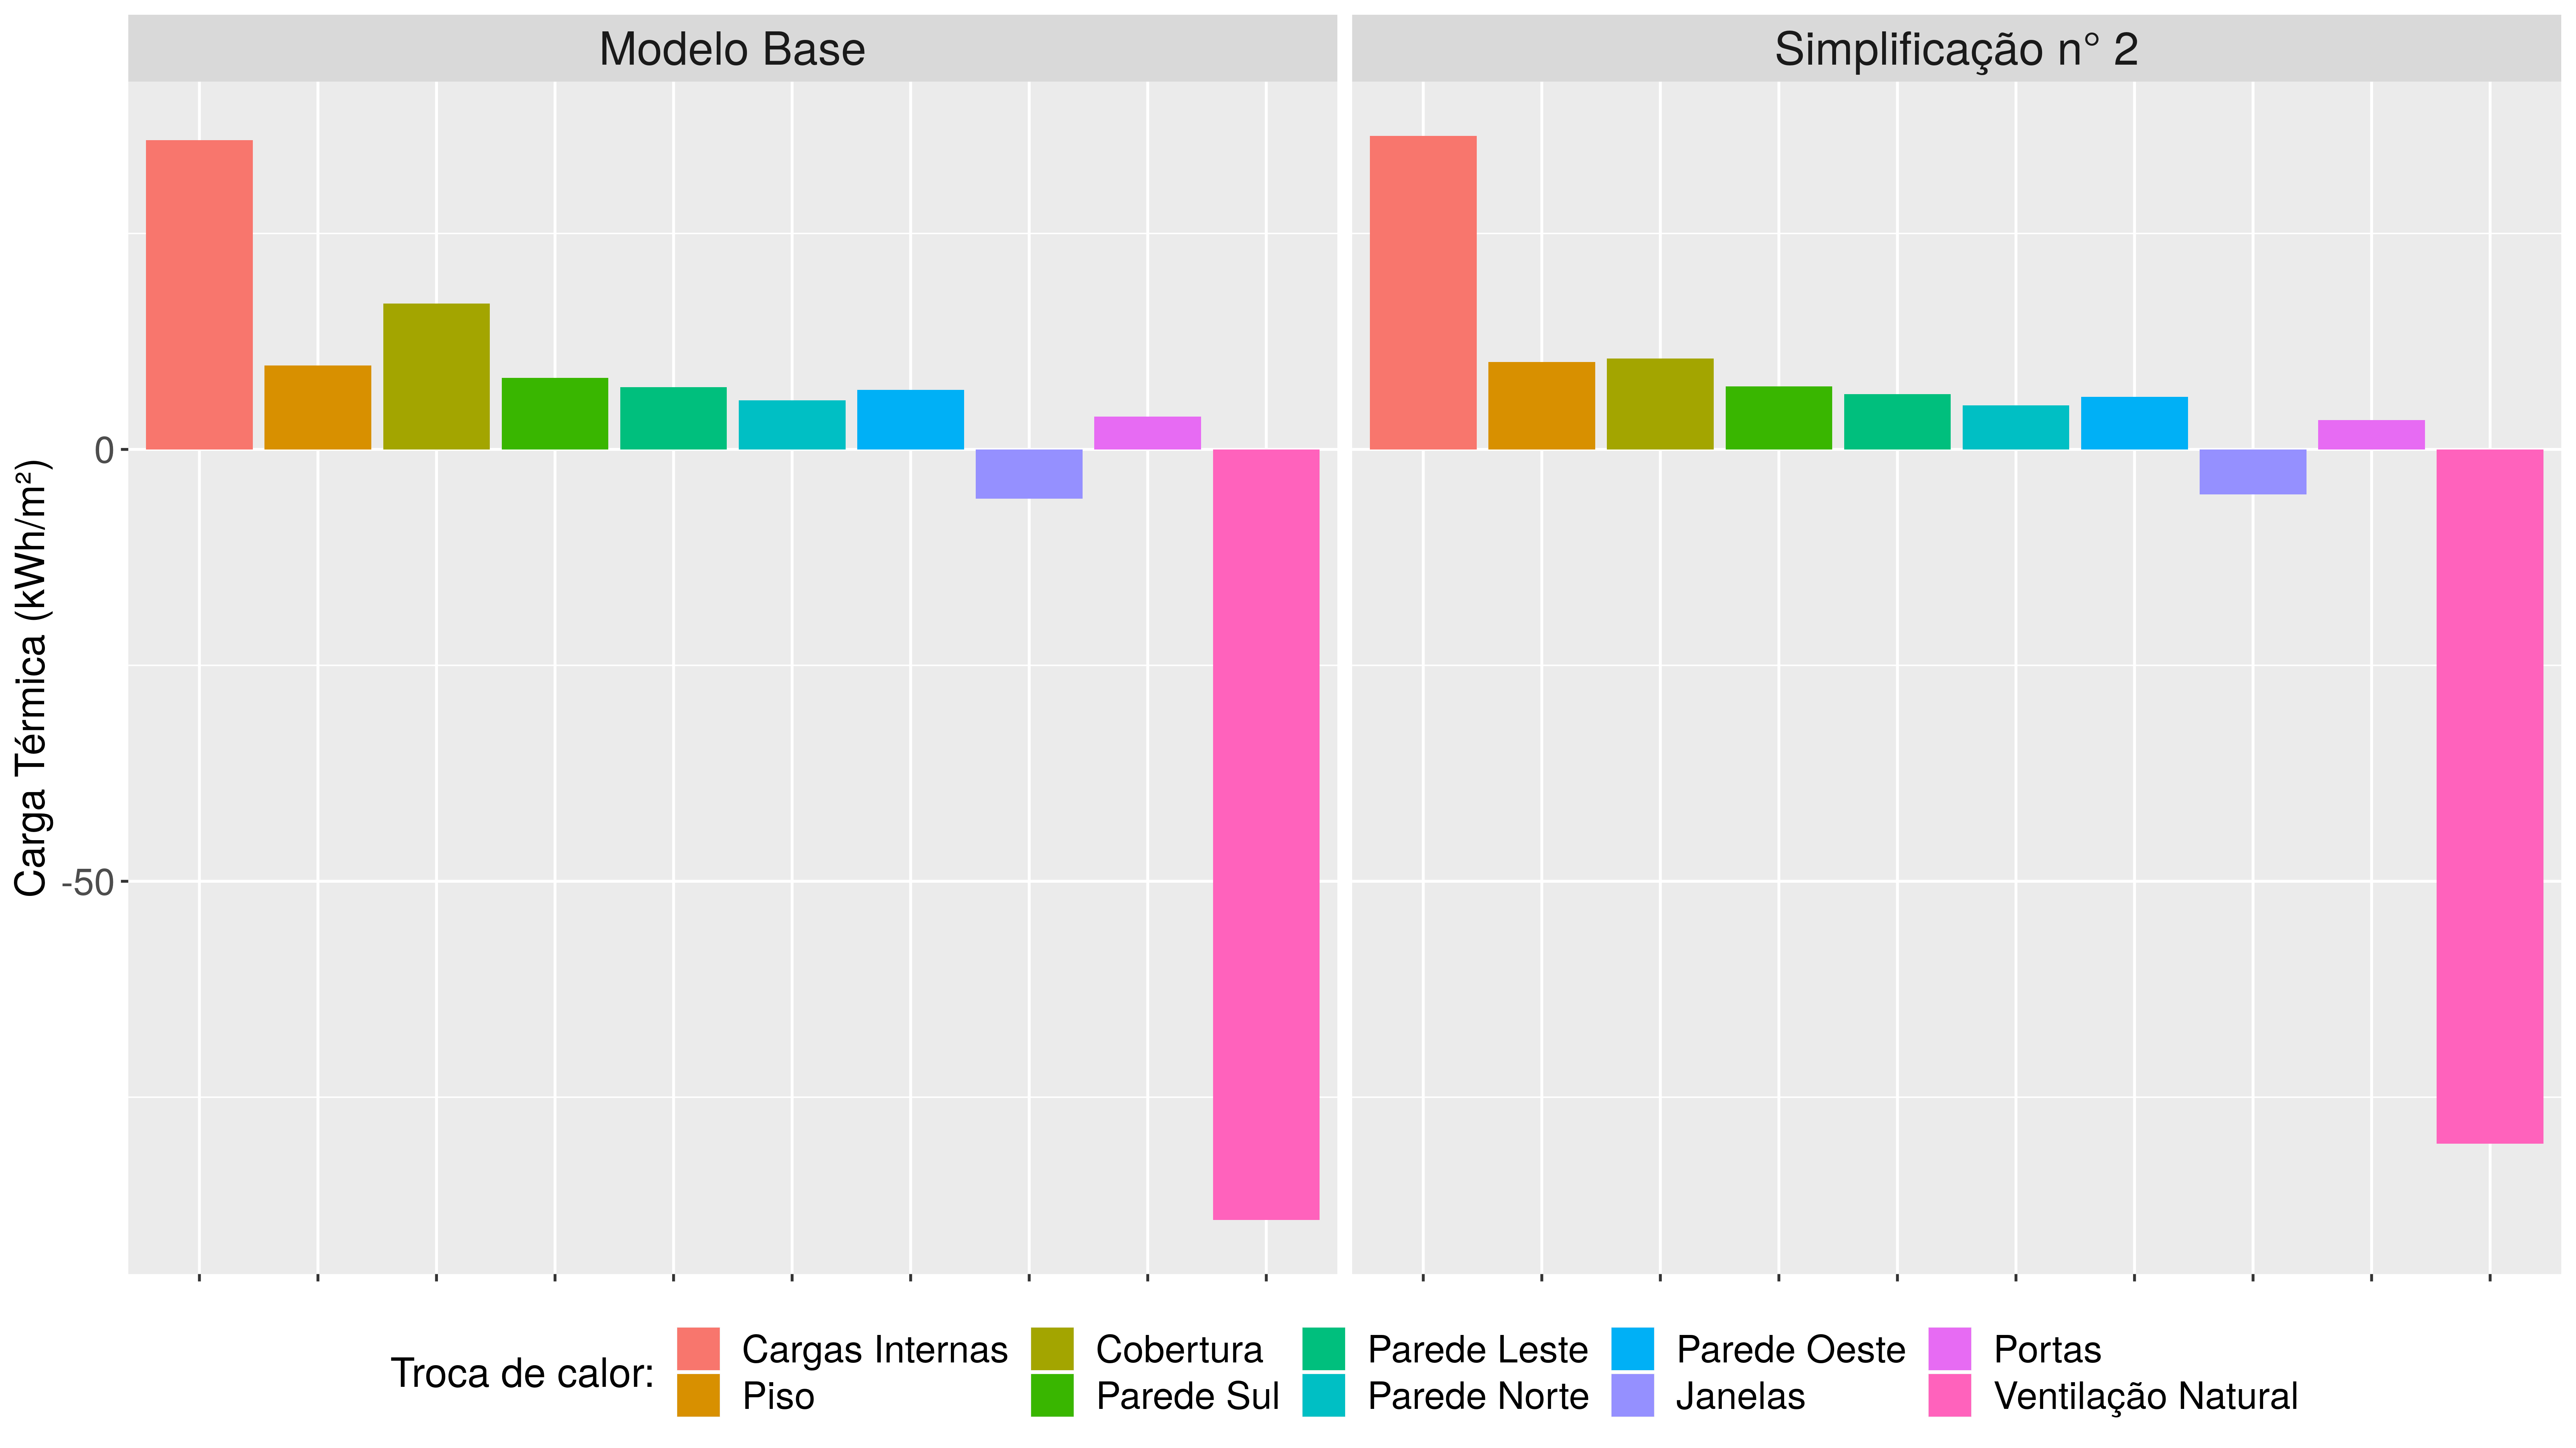 Modelo Base
Simplificação n° 2
Carga Térmica (kWh/m²)
0
-50
Troca de calor:
Cargas Internas
Cobertura
Parede Leste
Parede Oeste
Portas
Piso
Parede Sul
Parede Norte
Janelas
Ventilação Natural